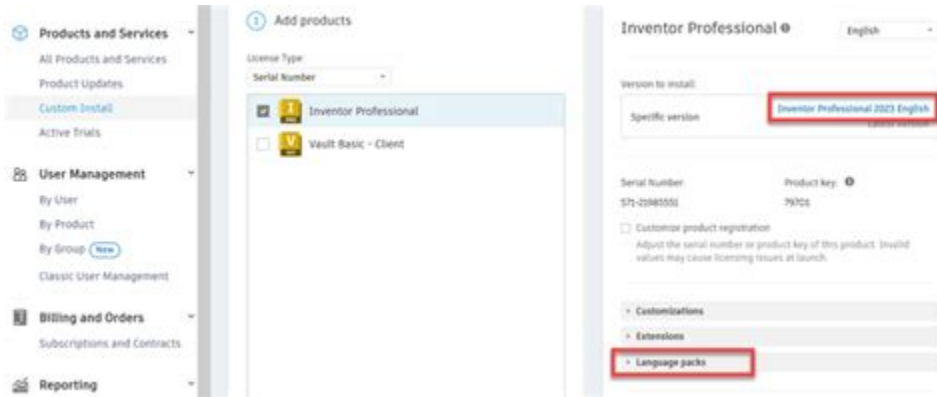 Products and Services
All Products and Services
Product Updates
Custom Install
Active Trials
User Management
By User
By Product
By Group New
Classic User Management
Billing and Orders
Subscriptions and Contracts
Reporting
1 Add products
License Type
Serial Number
Inventor Professional
Vault Basic - Client
Inventor Professional
English
Version to install:
Specific version
Inventor Professional 2023 English
Latest version
Serial Number
Product key:
Customize product registration
Adjust the serial number or product key of this product. Invalid
values may cause licensing issues at launch.
Customizations
Extensions
Language packs